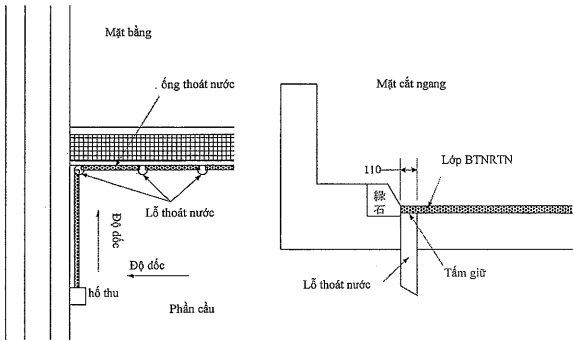 Mặt bằng
ống thoát nước
Lỗ thoát nước
Độ dốc
Độ dốc
hố thu
Phần cầu
Mặt cắt ngang
110
Lớp BTNRTN
縁石
Tấm giữ
Lỗ thoát nước